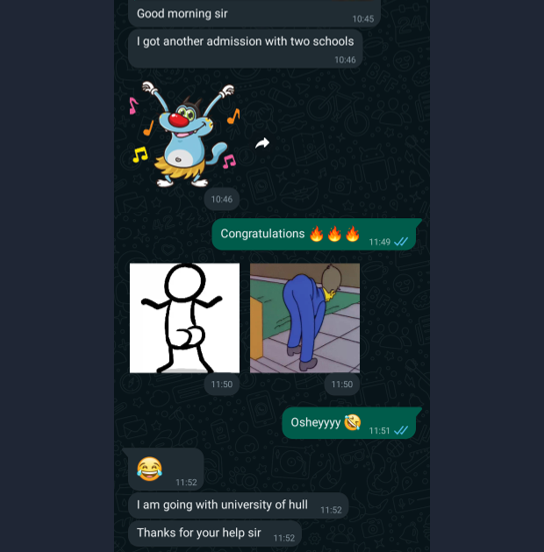 Good morning sir
10:45
I got another admission with two schools
10:46
10:46
Congratulations 🔥🔥🔥
11:49
11:50
11:50
Osheyyyy 🤣
11:51
😂
11:52
I am going with university of hull
11:52
Thanks for your help sir
11:52